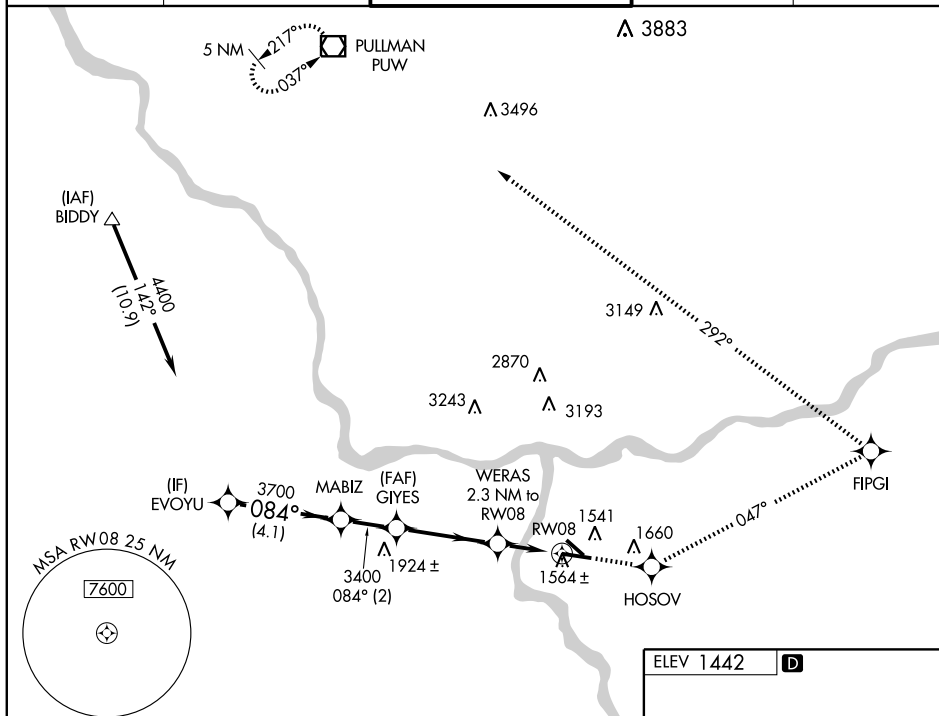 3883
5 NM
217°
037°
PULLMAN
PUW
3496
(IAF)
BIDDY
4400
142°
(10.9)
3149
292°
2870
3243
3193
(IF)
EVOYU
3700
084°
(4.1)
MABIZ
(FAF)
GIYES
WERAS
2.3 NM to
RW08
RW08
1541
1660
FIPGI
047°
1924 ±
3400
084° (2)
1564 ±
HOSOV
MSA RW08 25 NM
7600
ELEV 1442 D